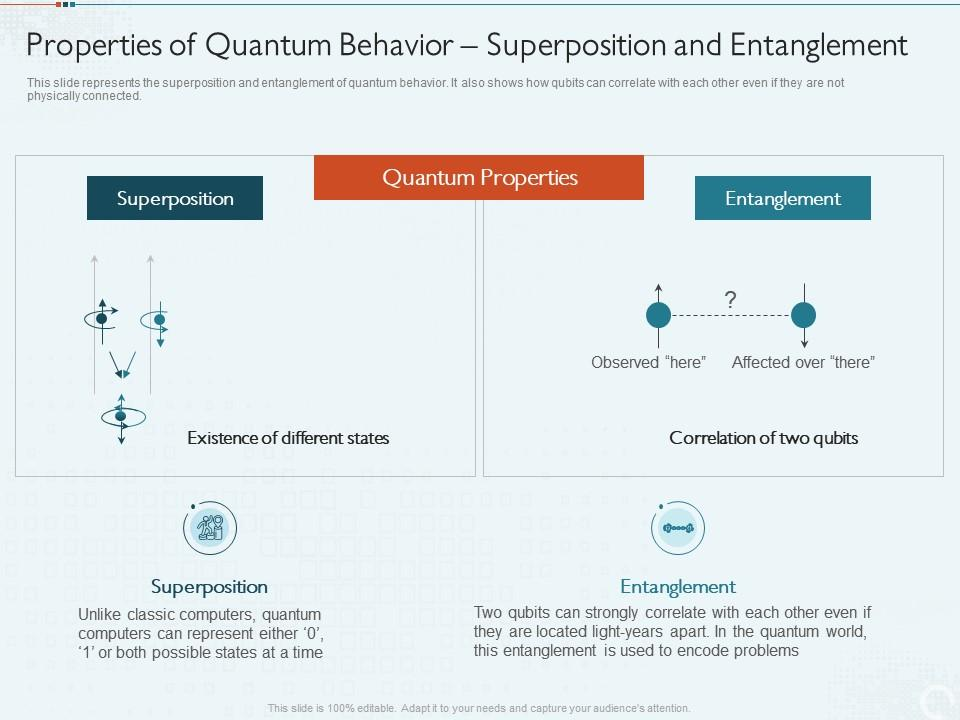 Properties of Quantum Behavior – Superposition and Entanglement
This slide represents the superposition and entanglement of quantum behavior. It also shows how qubits can correlate with each other even if they are not
physically connected.
Quantum Properties
Superposition
Existence of different states
Entanglement
?
Observed “here”
Affected over “there”
Correlation of two qubits
Superposition
Unlike classic computers, quantum
computers can represent either ‘0’,
‘1’ or both possible states at a time
Entanglement
Two qubits can strongly correlate with each other even if
they are located light-years apart. In the quantum world,
this entanglement is used to encode problems
This slide is 100% editable. Adapt it to your needs and capture your audience's attention.